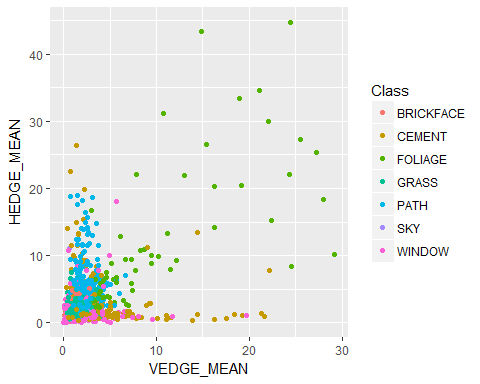 HEDGE_MEAN
40
30
20
10
0
0
10
20
30
VEDGE_MEAN
Class
BRICKFACE
CEMENT
FOLIAGE
GRASS
PATH
SKY
WINDOW